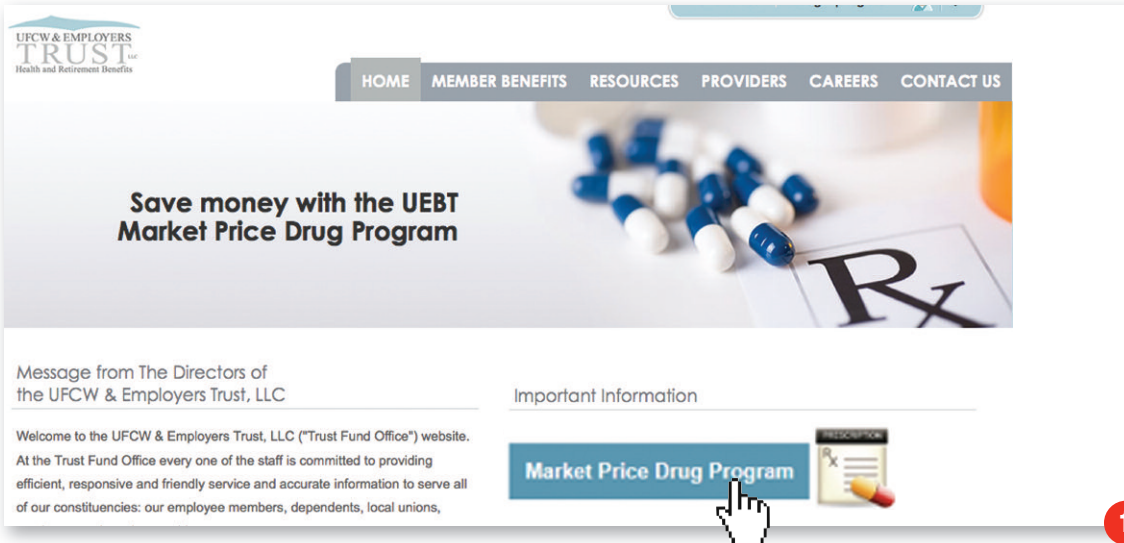 UFCW & EMPLOYERS
TRUST LLC
Health and Retirement Benefits
HOME MEMBER BENEFITS RESOURCES PROVIDERS CAREERS CONTACT US
Save money with the UEBT
Market Price Drug Program
Rx
Message from The Directors of
the UFCW & Employers Trust, LLC
Welcome to the UFCW & Employers Trust, LLC ("Trust Fund Office") website.
At the Trust Fund Office every one of the staff is committed to providing
efficient, responsive and friendly service and accurate information to serve all
of our constituencies: our employee members, dependents, local unions,
Important Information
Market Price Drug Program
PRESCRIPTION
Rx
1